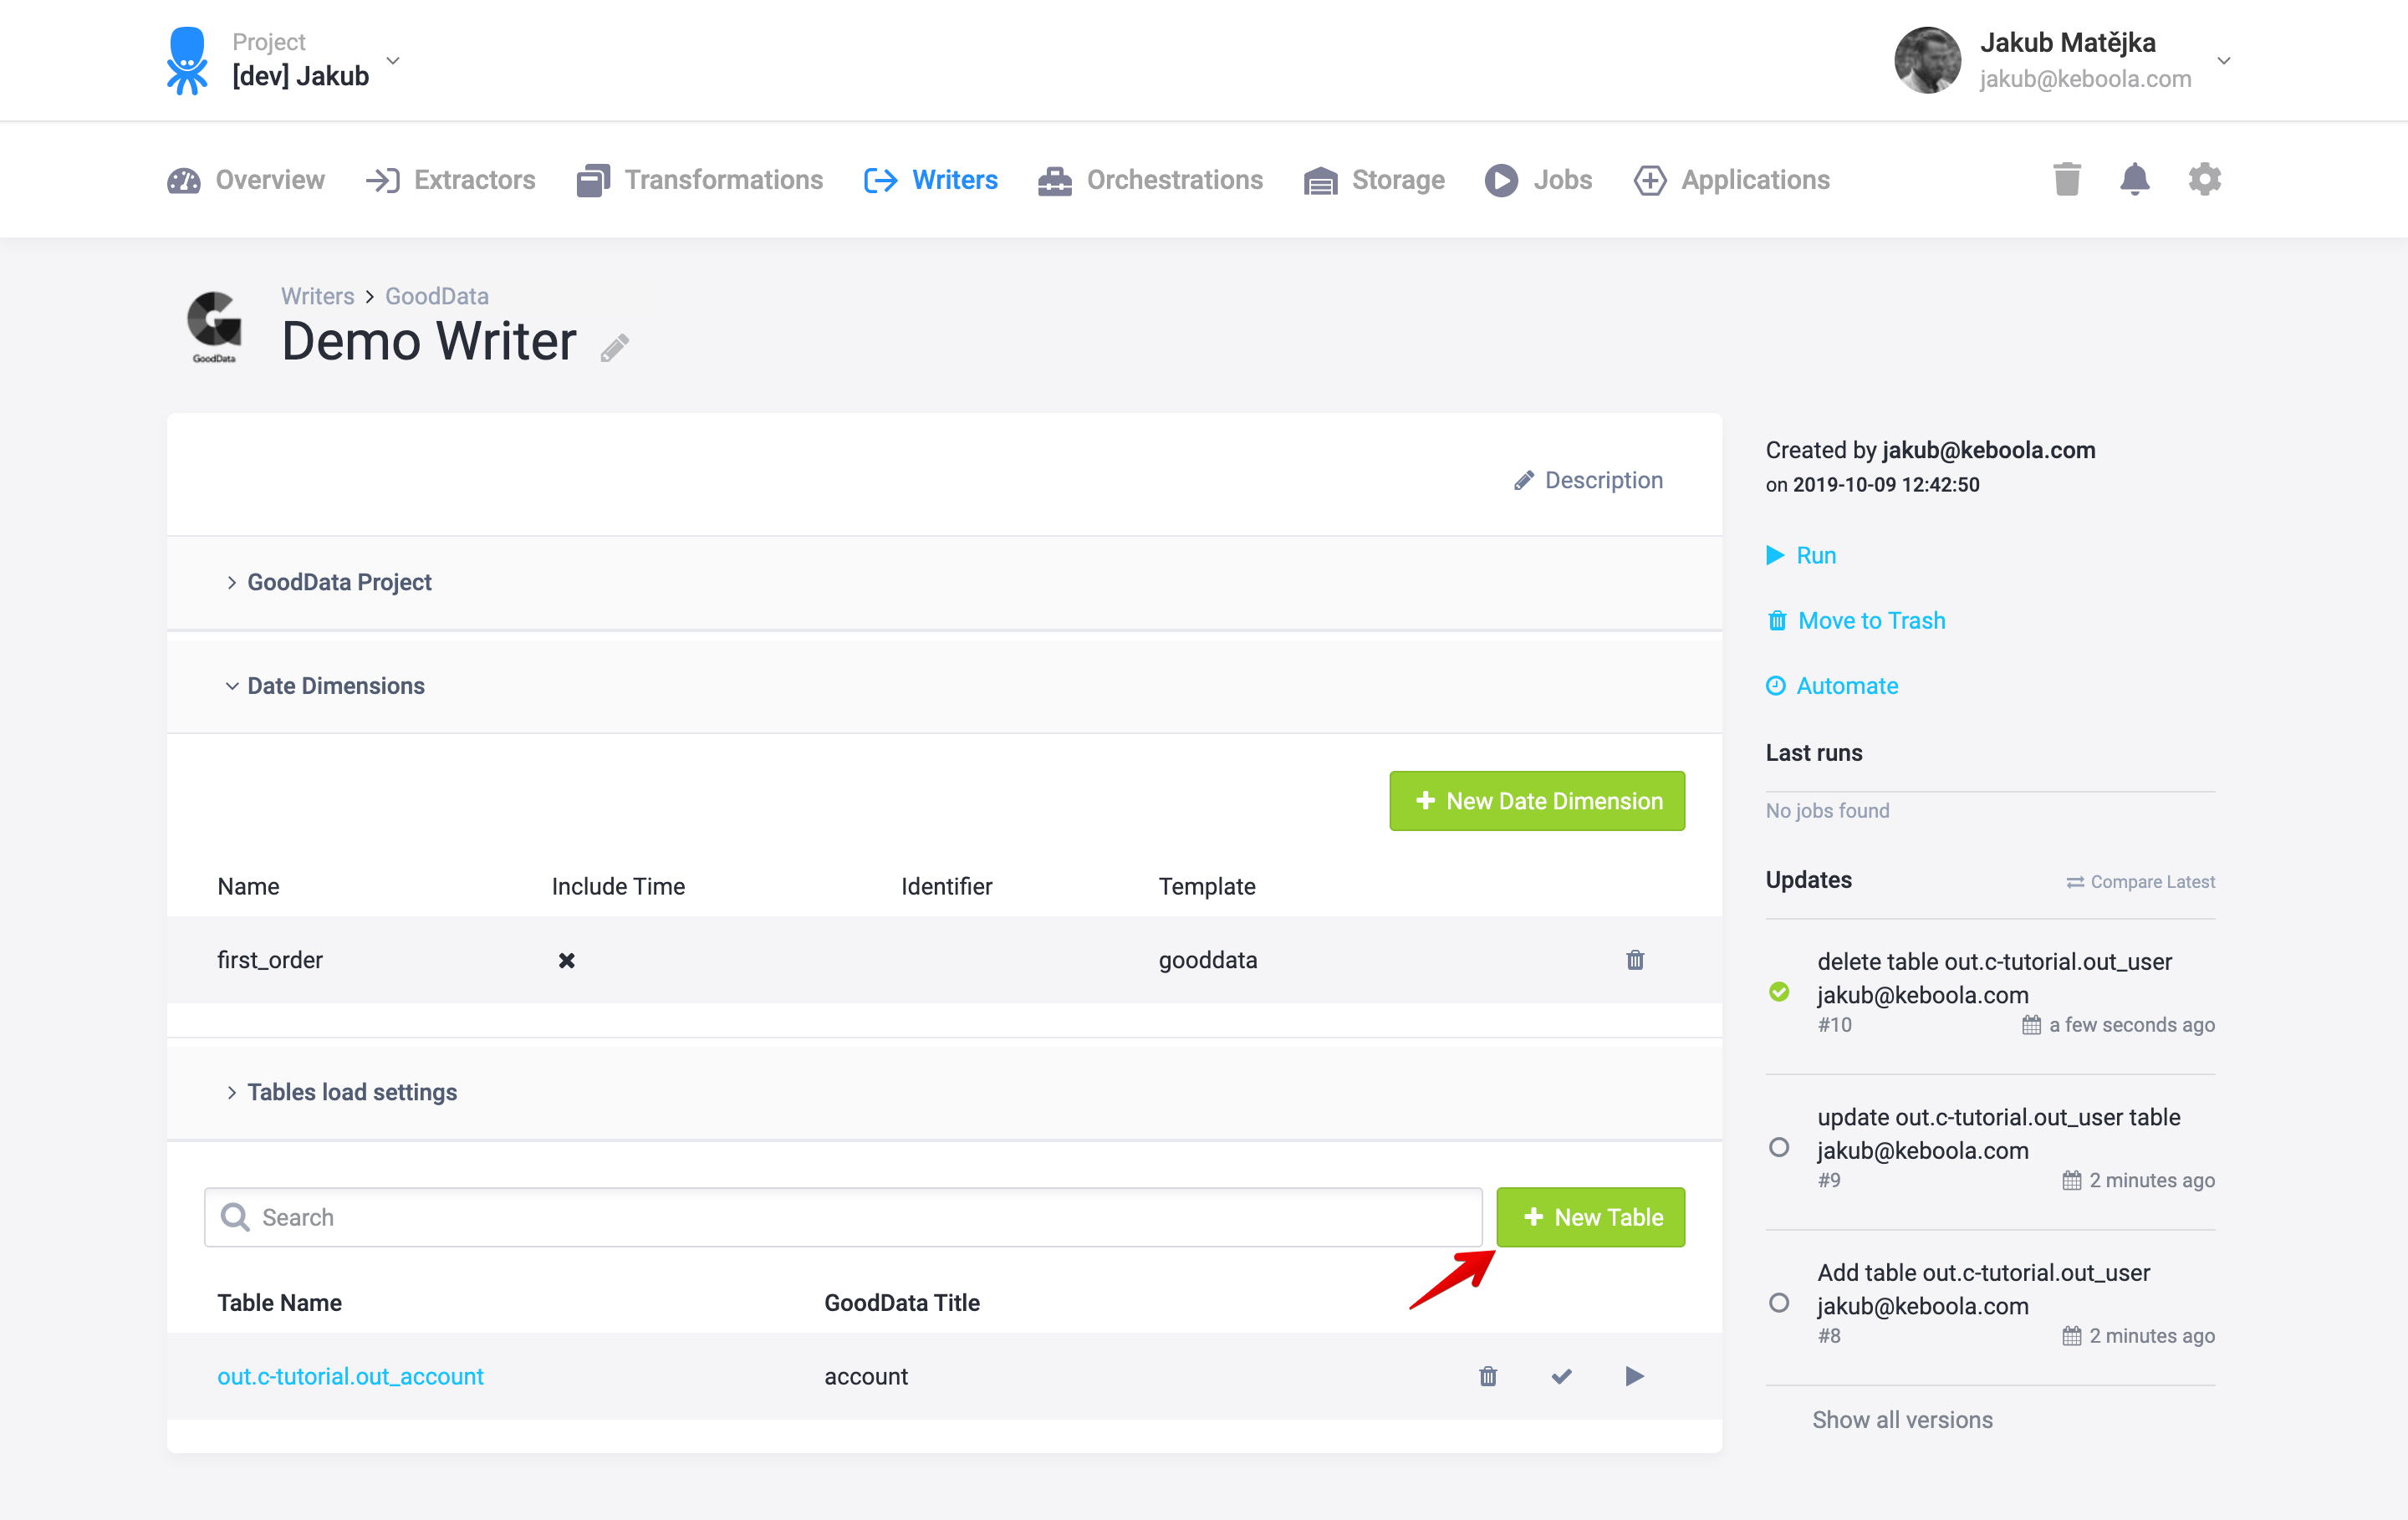 Project
[dev] Jakub
Jakub Matějka
jakub@keboola.com
Overview
Extractors
Transformations
Writers
Orchestrations
Storage
Jobs
Applications
GoodData
Writers > GoodData
Demo Writer
Description
GoodData Project
Date Dimensions
New Date Dimension
Name Include Time Identifier Template
first_order gooddata
Tables load settings
Search
New Table
Table Name GoodData Title
out.c-tutorial.out_account account
Created by jakub@keboola.com
on 2019-10-09 12:42:50
Run
Move to Trash
Automate
Last runs
No jobs found
Updates Compare Latest
delete table out.c-tutorial.out_user
jakub@keboola.com
#10 a few seconds ago
update out.c-tutorial.out_user table
jakub@keboola.com
#9 2 minutes ago
Add table out.c-tutorial.out_user
jakub@keboola.com
#8 2 minutes ago
Show all versions